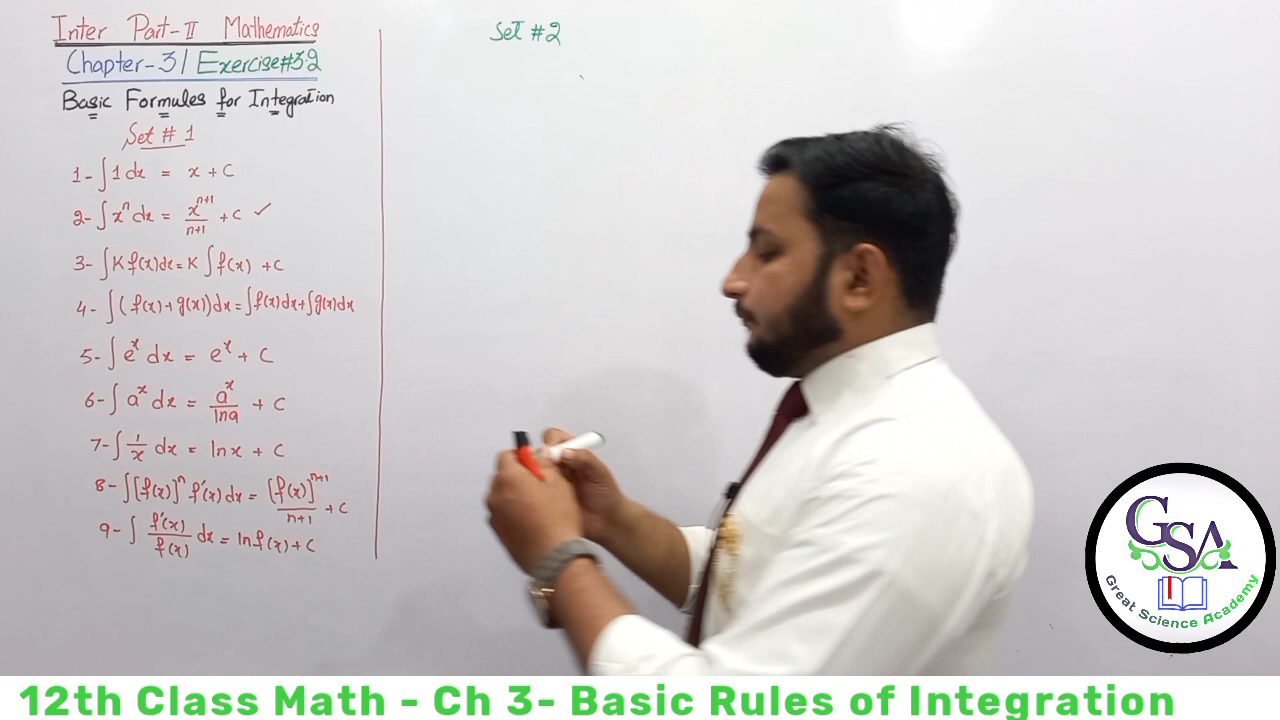 Inter Part-II Mathematics
Chapter-3/ Exercise#3.2
Basic Formules for Integration
Set # 1
1- ∫1 dx = x + C
2- ∫xⁿ dx = xⁿ⁺¹/n+1 + C ✓
3- ∫K f(x)dx = K ∫f(x) + C
4- ∫( f(x) + g(x))dx = ∫f(x)dx + ∫g(x)dx
5- ∫eˣ dx = eˣ + C
6- ∫aˣ dx = aˣ/lna + C
7- ∫1/x dx = lnx + C
8- ∫[f(x)]ⁿ f'(x) dx = [f(x)]ⁿ⁺¹/n+1 + C
9- ∫f'(x)/f(x) dx = ln f(x) + C
Set #2
GSA
Great Science Academy
12th Class Math - Ch 3- Basic Rules of Integration